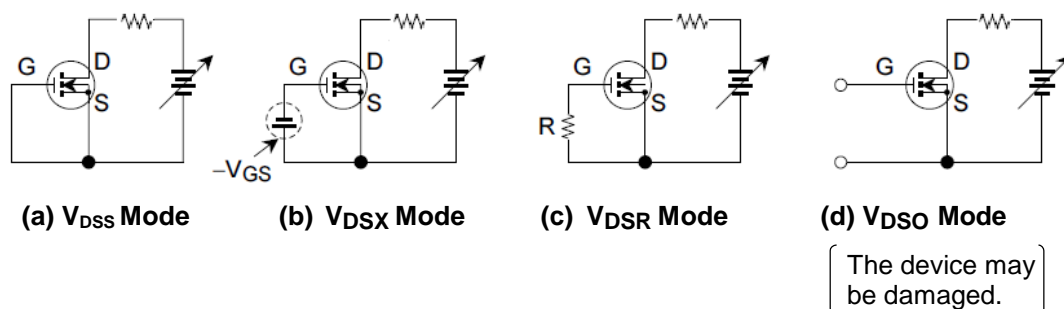 G D S
(a) VDSS Mode
G D S
–VGS
(b) VDSX Mode
G D S
R
(c) VDSR Mode
G D S
(d) VDSO Mode
The device may
be damaged.